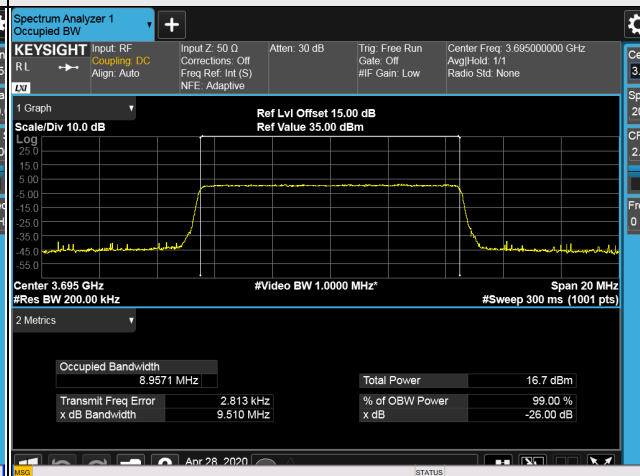 Spectrum Analyzer 1
Occupied BW
KEYSIGHT
RL
LXI
Input: RF
Coupling: DC
Align: Auto
Input Z: 50 Ω
Corrections: Off
Freq Ref: Int (S)
NFE: Adaptive
Atten: 30 dB
Trig: Free Run
Gate: Off
#IF Gain: Low
Center Freq: 3.695000000 GHz
Avg|Hold: 1/1
Radio Std: None
1 Graph
Scale/Div 10.0 dB
Ref Lvl Offset 15.00 dB
Ref Value 35.00 dBm
Log
25.0
15.0
5.00
-5.00
-15.0
-25.0
-35.0
-45.0
-55.0
Center 3.695 GHz
#Res BW 200.00 kHz
#Video BW 1.0000 MHz*
Span 20 MHz
#Sweep 300 ms (1001 pts)
2 Metrics
Occupied Bandwidth
8.9571 MHz
Total Power 16.7 dBm
Transmit Freq Error 2.813 kHz
% of OBW Power 99.00 %
x dB Bandwidth 9.510 MHz
x dB -26.00 dB
Apr 28, 2020
MSG
STATUS